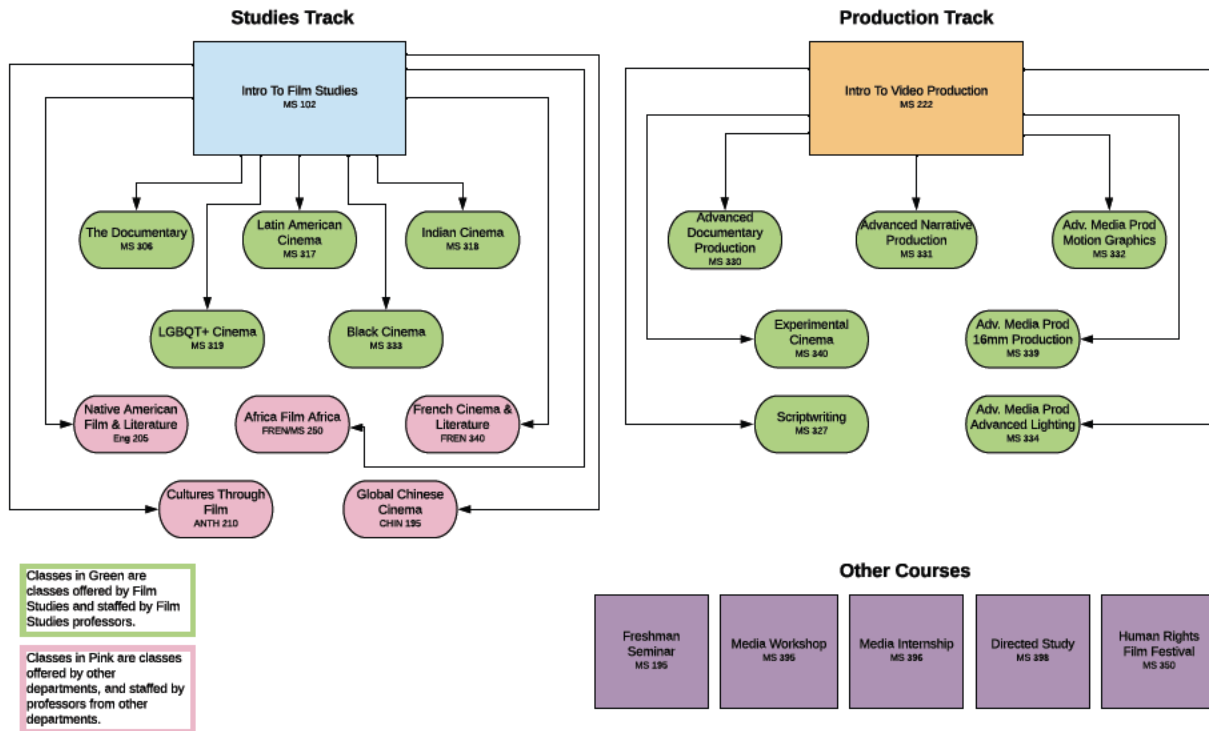 Studies Track
Production Track
Intro To Film Studies
MS 102
Intro To Video Production
MS 222
The Documentary
MS 306
Latin American
Cinema
MS 317
Indian Cinema
MS 318
LGBQT+ Cinema
MS 319
Black Cinema
MS 333
Native American
Film & Literature
Eng 205
Africa Film Africa
FREN/MS 250
French Cinema &
Literature
FREN 340
Cultures Through
Film
ANTH 210
Global Chinese
Cinema
CHIN 195
Advanced
Documentary
Production
MS 330
Advanced Narrative
Production
MS 331
Adv. Media Prod
Motion Graphics
MS 332
Experimental
Cinema
MS 340
Adv. Media Prod
16mm Production
MS 339
Scriptwriting
MS 327
Adv. Media Prod
Advanced Lighting
MS 334
Classes in Green are
classes offered by Film
Studies and staffed by Film
Studies professors.
Classes in Pink are classes
offered by other
departments, and staffed by
professors from other
departments.
Other Courses
Freshman
Seminar
MS 195
Media Workshop
MS 395
Media Internship
MS 396
Directed Study
MS 398
Human Rights
Film Festival
MS 350